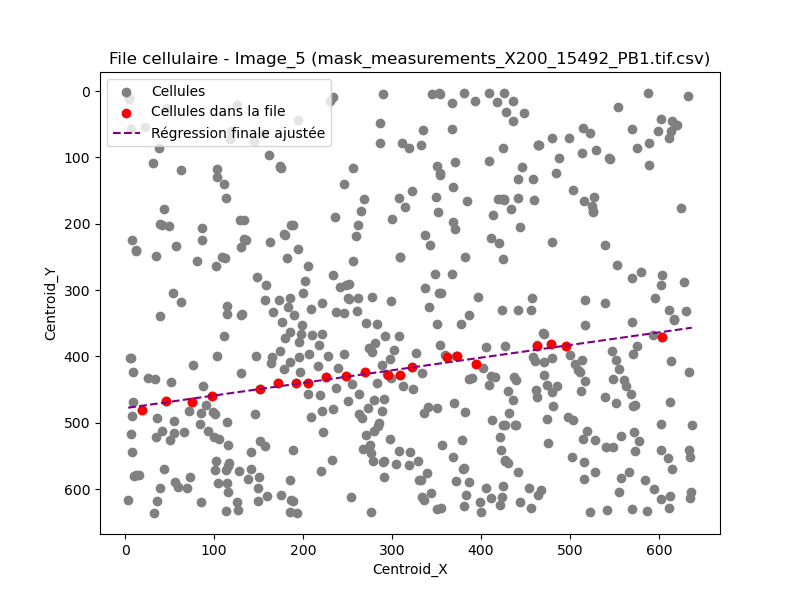 File cellulaire - Image_5 (mask_measurements_X200_15492_PB1.tif.csv)
Cellules
Cellules dans la file
Régression finale ajustée
0
100
200
300
400
500
600
Centroid_Y
0 100 200 300 400 500 600
Centroid_X